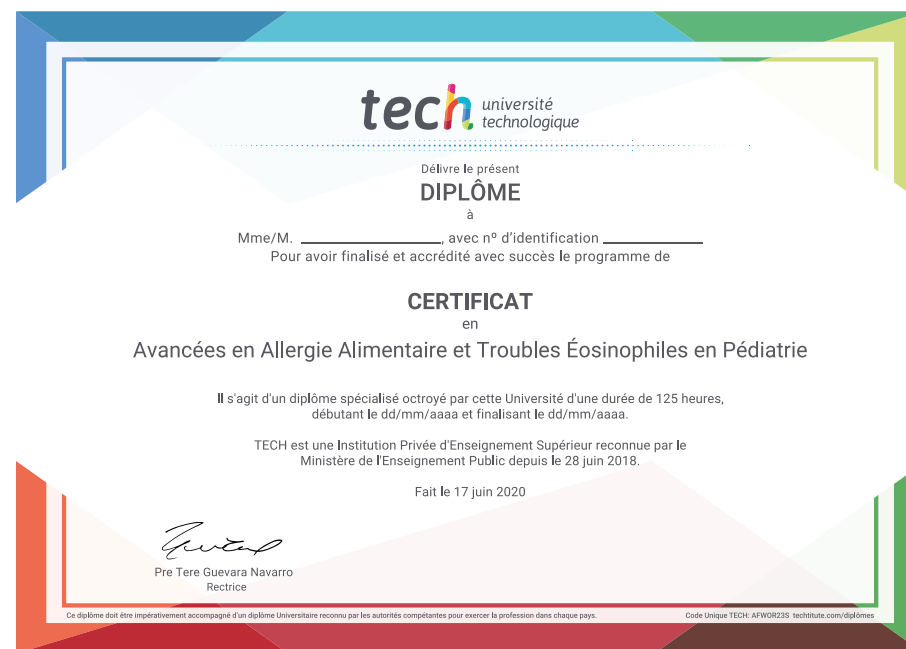 tech université
technologique
Délivre le présent
DIPLÔME
à
Mme/M. ____________________, avec nº d'identification ______________
Pour avoir finalisé et accrédité avec succès le programme de
CERTIFICAT
en
Avancées en Allergie Alimentaire et Troubles Éosinophiles en Pédiatrie
Il s'agit d'un diplôme spécialisé octroyé par cette Université d'une durée de 125 heures,
débutant le dd/mm/aaaa et finalisant le dd/mm/aaaa.
TECH est une Institution Privée d'Enseignement Supérieur reconnue par le
Ministère de l'Enseignement Public depuis le 28 juin 2018.
Fait le 17 juin 2020
Pre Tere Guevara Navarro
Rectrice
Ce diplôme doit être impérativement accompagné d'un diplôme Universitaire reconnu par les autorités compétentes pour exercer la profession dans chaque pays.
Code Unique TECH: AFWOR23S techtitute.com/diplômes